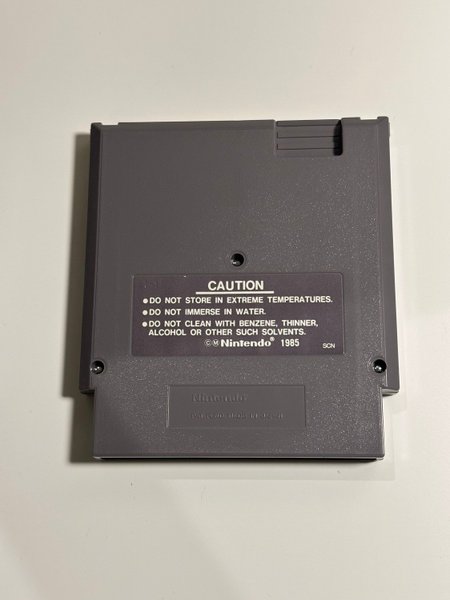 CAUTION
●DO NOT STORE IN EXTREME TEMPERATURES.
●DO NOT IMMERSE IN WATER.
●DO NOT CLEAN WITH BENZENE, THINNER,
ALCOHOL OR OTHER SUCH SOLVENTS.
©Ⓜ Nintendo® 1985
SCN
Nintendo